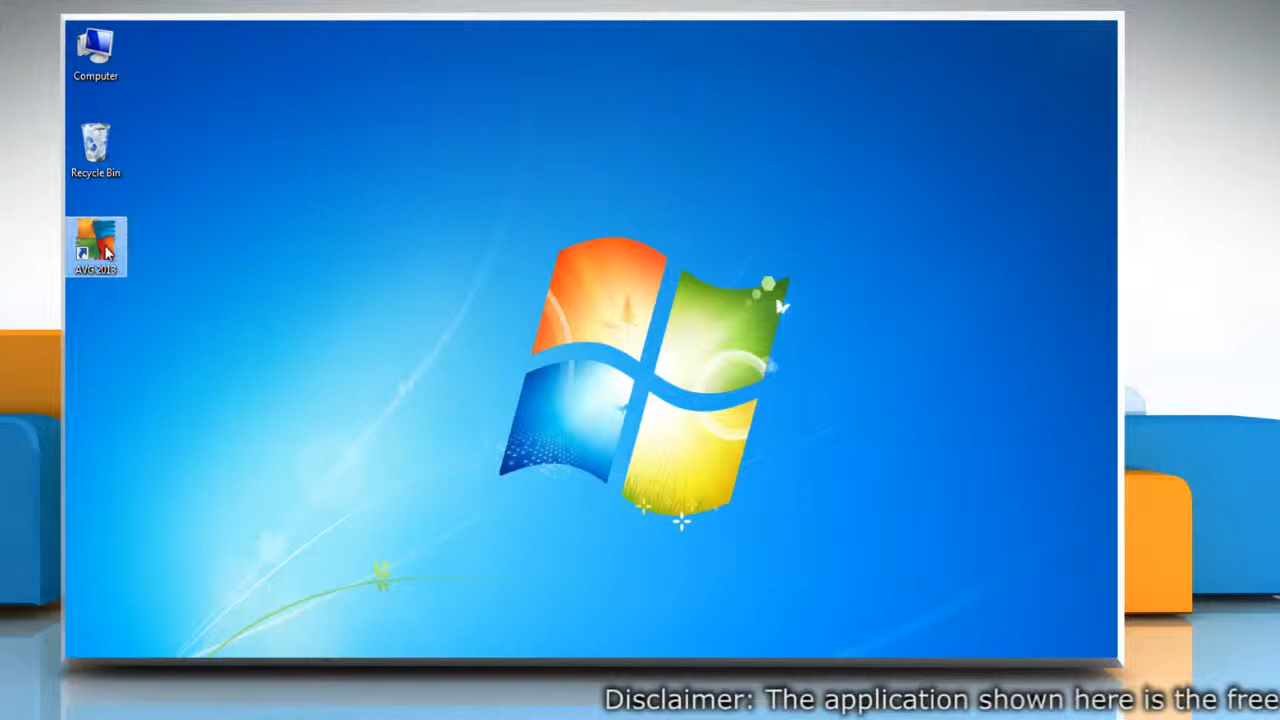 Computer
Recycle Bin
AVG 2013
Disclaimer: The application shown here is the free